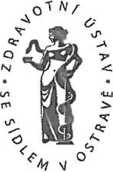 ZDRAVOTNÍ ÚSTAV
SE SÍDLEM V OSTRAVĚ